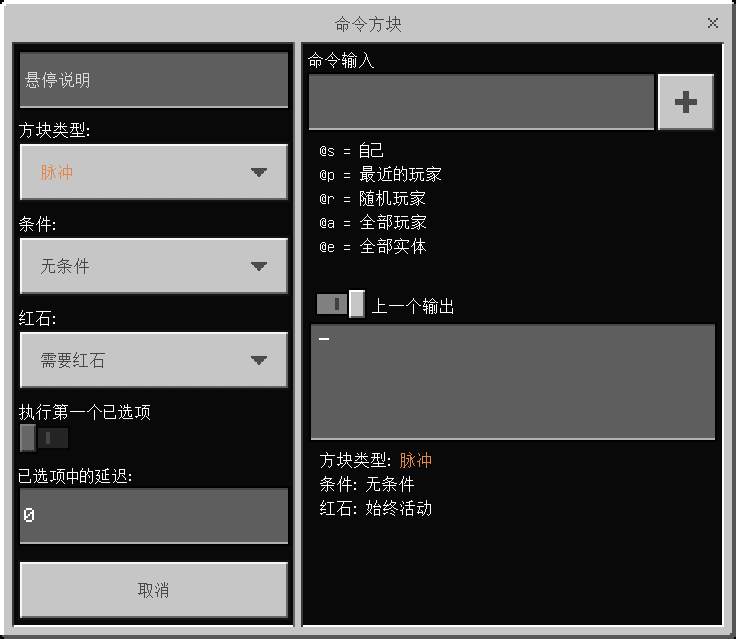 命令方块
悬停说明
方块类型:
脉冲
条件:
无条件
红石:
需要红石
执行第一个已选项
已选项中的延迟:
0
取消
命令输入
@s = 自己
@p = 最近的玩家
@r = 随机玩家
@a = 全部玩家
@e = 全部实体
上一个输出
–
方块类型: 脉冲
条件: 无条件
红石: 始终活动